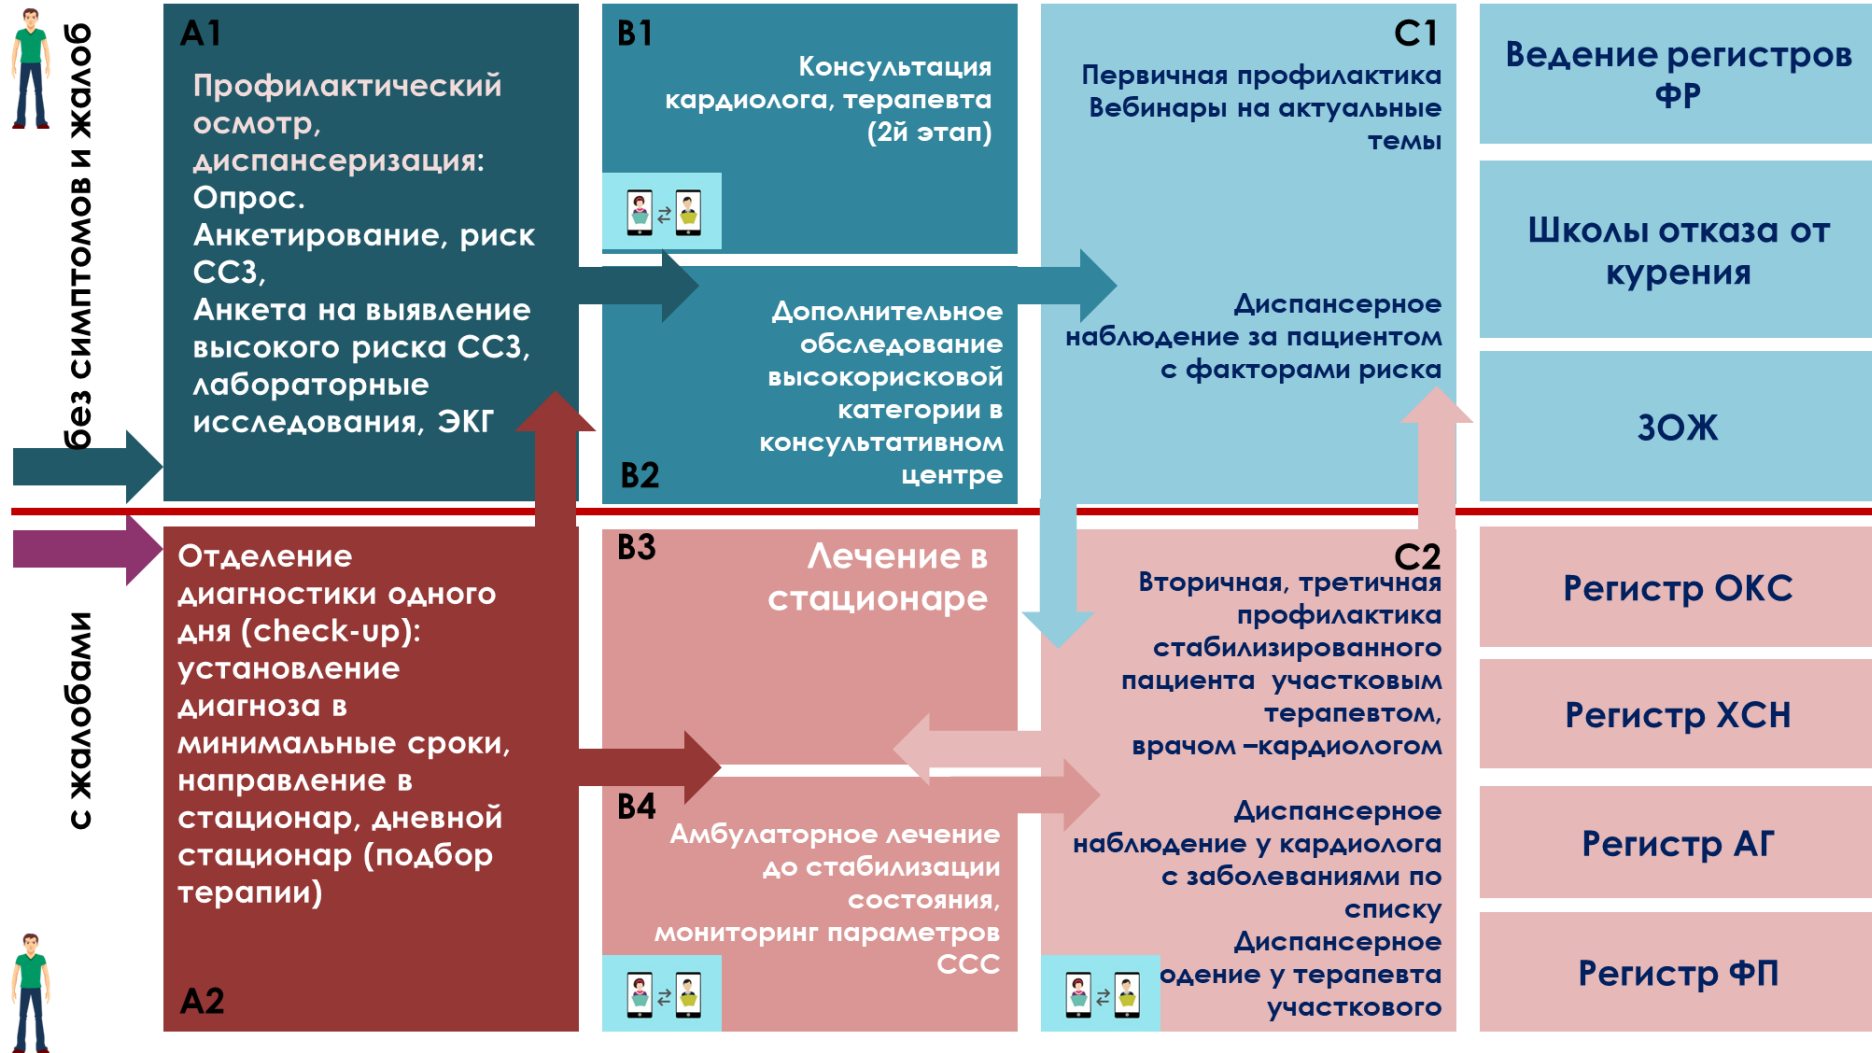 без симптомов и жалоб
A1
Профилактический
осмотр,
диспансеризация:
Опрос.
Анкетирование, риск
ССЗ,
Анкета на выявление
высокого риска ССЗ,
лабораторные
исследования, ЭКГ
B1
Консультация
кардиолога, терапевта
(2й этап)
Дополнительное
обследование
высокорисковой
категории в
консультативном
центре
B2
C1
Первичная профилактика
Вебинары на актуальные
темы
Диспансерное
наблюдение за пациентом
с факторами риска
Ведение регистров
ФР
Школы отказа от
курения
ЗОЖ
с жалобами
Отделение
диагностики одного
дня (check-up):
установление
диагноза в
минимальные сроки,
направление в
стационар, дневной
стационар (подбор
терапии)
A2
B3
Лечение в
стационаре
B4
Амбулаторное лечение
до стабилизации
состояния,
мониторинг параметров
ССС
C2
Вторичная, третичная
профилактика
стабилизированного
пациента участковым
терапевтом,
врачом –кардиологом
Диспансерное
наблюдение у кардиолога
с заболеваниями по
списку
Диспансерное
одение у терапевта
участкового
Регистр ОКС
Регистр ХСН
Регистр АГ
Регистр ФП